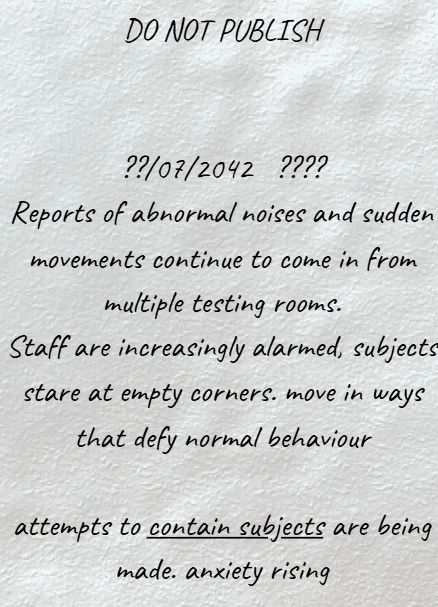 DO NOT PUBLISH
??/07/2042 ????
Reports of abnormal noises and sudden
movements continue to come in from
multiple testing rooms.
Staff are increasingly alarmed, subjects
stare at empty corners. move in ways
that defy normal behaviour
attempts to contain subjects are being
made. anxiety rising